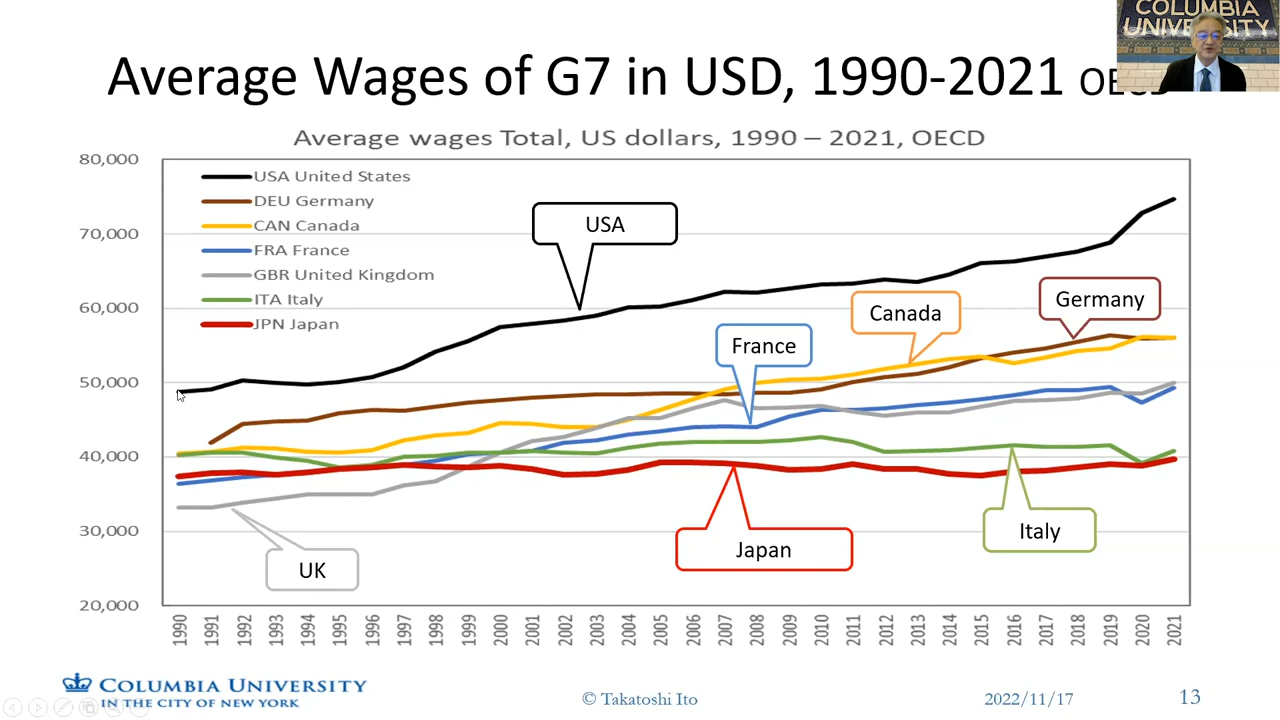 COLUMBIA
UNIVERSITY
Average Wages of G7 in USD, 1990-2021 OECD
Average wages Total, US dollars, 1990 – 2021, OECD
80,000
70,000
60,000
50,000
40,000
30,000
20,000
USA United States
DEU Germany
CAN Canada
FRA France
GBR United Kingdom
ITA Italy
JPN Japan
USA
Canada
Germany
France
Japan
Italy
UK
1990 1991 1992 1993 1994 1995 1996 1997 1998 1999 2000 2001 2002 2003 2004 2005 2006 2007 2008 2009 2010 2011 2012 2013 2014 2015 2016 2017 2018 2019 2020 2021
COLUMBIA UNIVERSITY
IN THE CITY OF NEW YORK
© Takatoshi Ito
2022/11/17
13